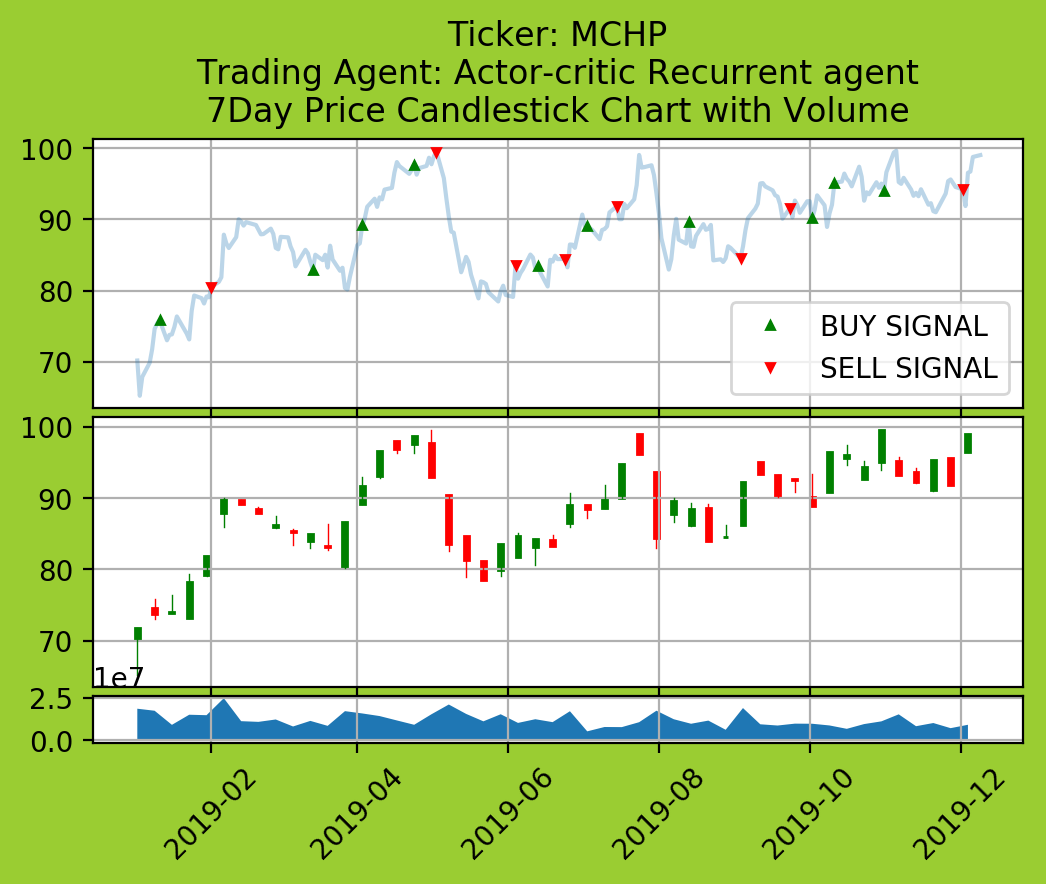 Ticker: MCHP
Trading Agent: Actor-critic Recurrent agent
7Day Price Candlestick Chart with Volume
100
90
80
70
BUY SIGNAL
SELL SIGNAL
100
90
80
70
1e7
2.5
0.0
2019-02
2019-04
2019-06
2019-08
2019-10
2019-12